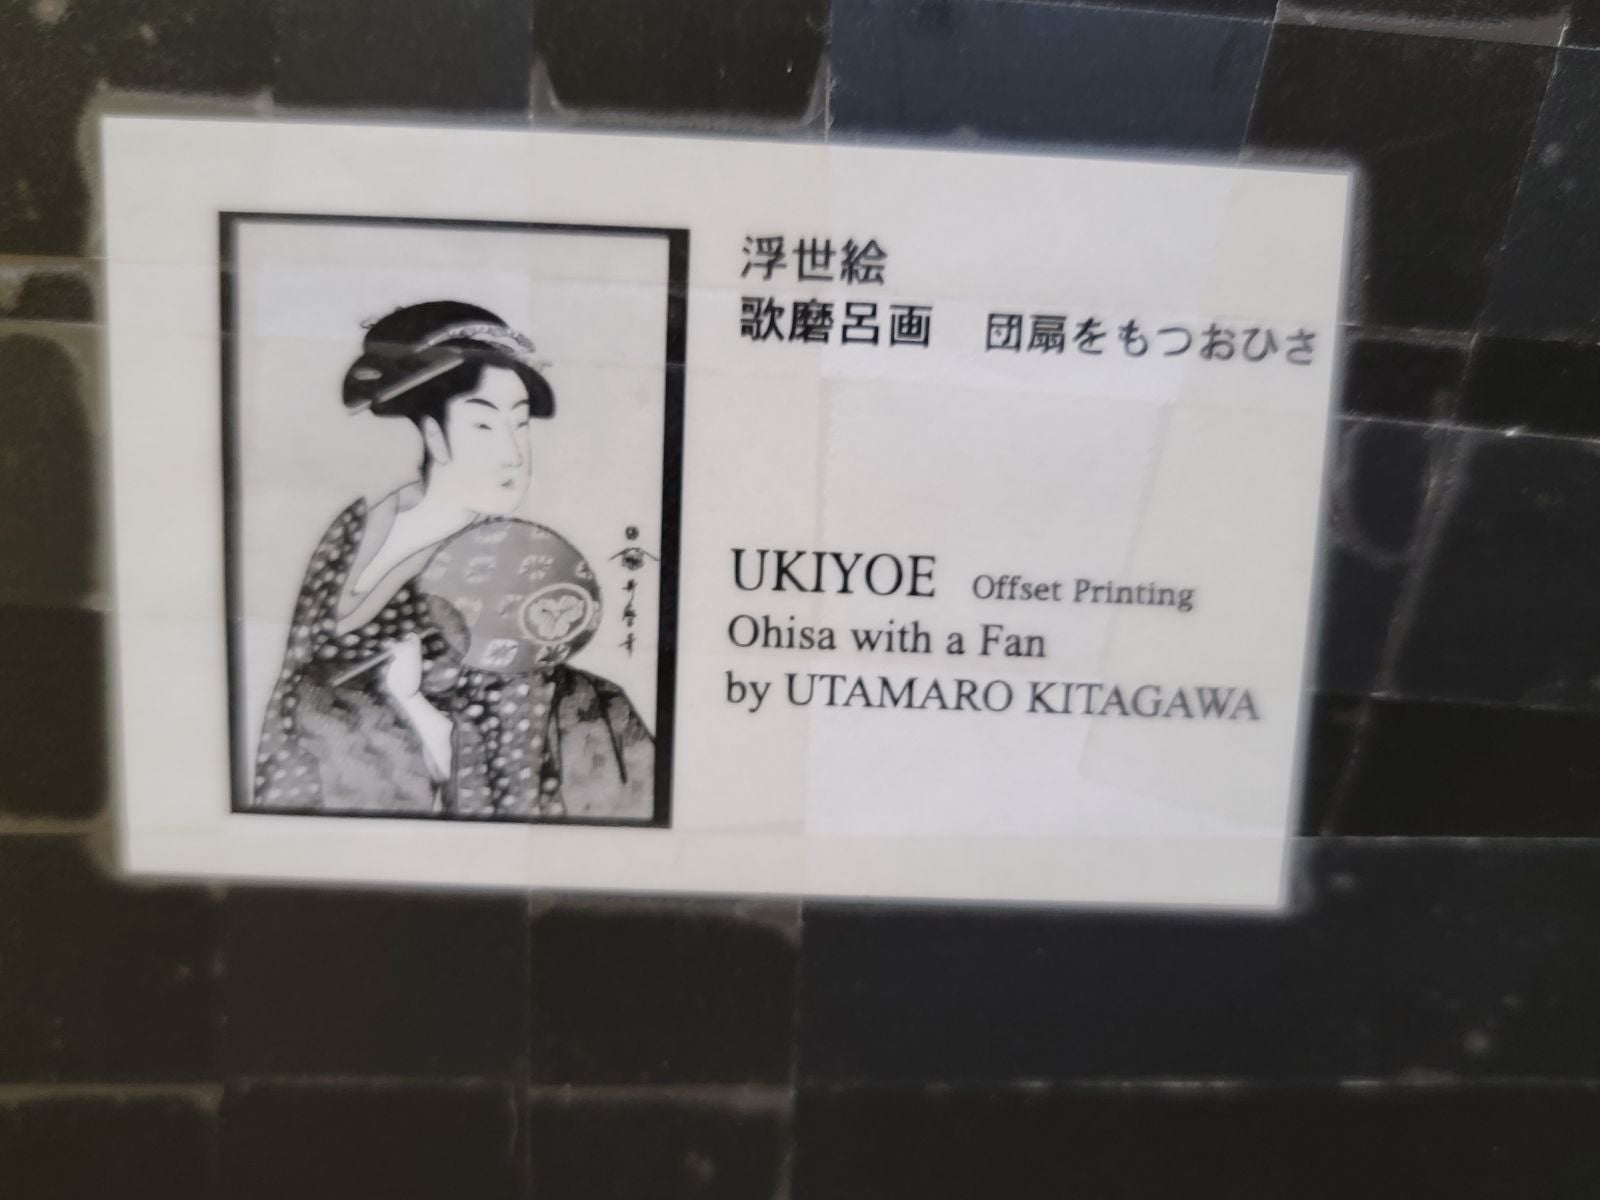 浮世絵
歌磨呂画　団扇をもつおひさ
UKIYOE Offset Printing
Ohisa with a Fan
by UTAMARO KITAGAWA